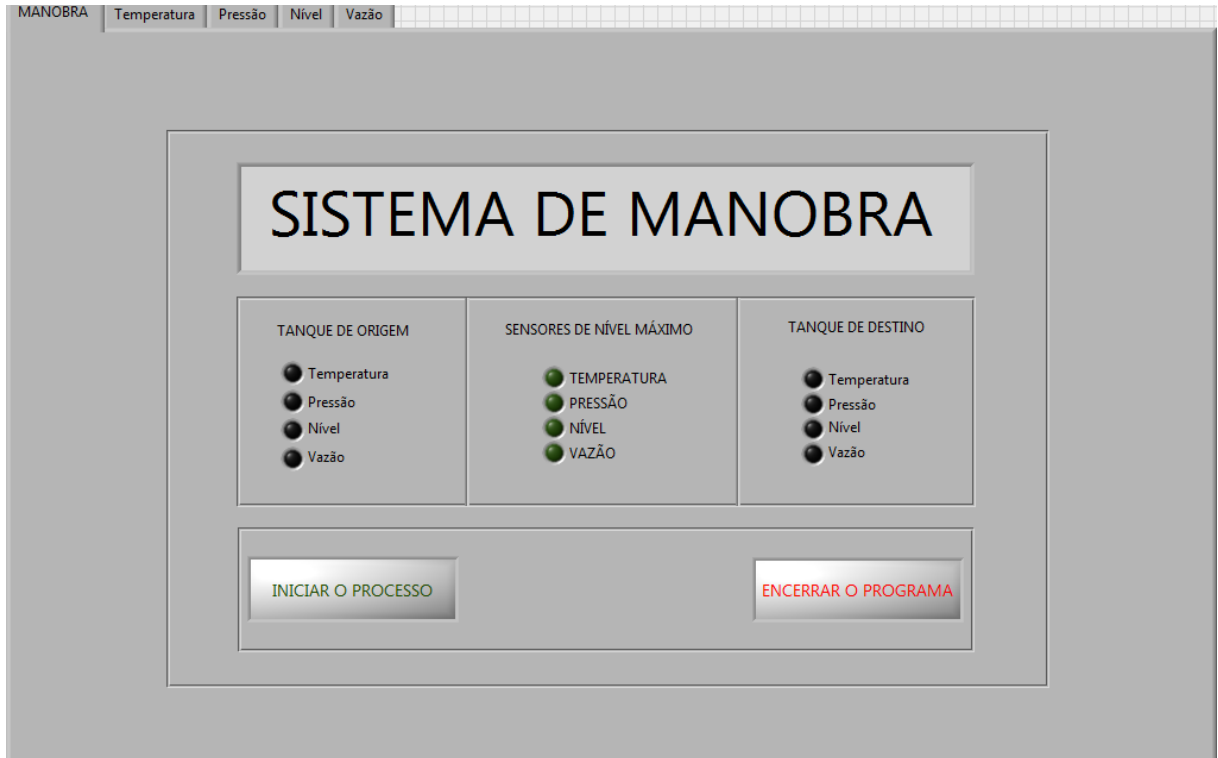 MANOBRA Temperatura Pressão Nível Vazão
SISTEMA DE MANOBRA
TANQUE DE ORIGEM
Temperatura
Pressão
Nível
Vazão
SENSORES DE NÍVEL MÁXIMO
TEMPERATURA
PRESSÃO
NÍVEL
VAZÃO
TANQUE DE DESTINO
Temperatura
Pressão
Nível
Vazão
INICIAR O PROCESSO
ENCERRAR O PROGRAMA